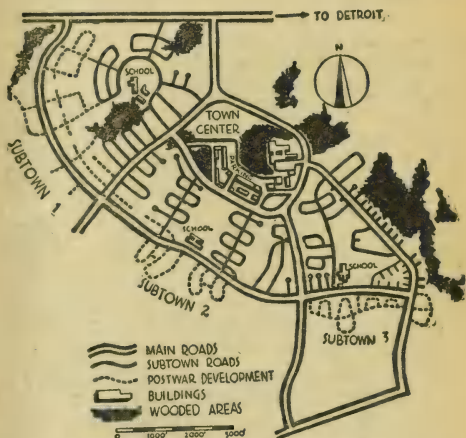 TO DETROIT
N
SCHOOL
TOWN
CENTER
PARKING
SUBTOWN 1
SCHOOL
SCHOOL
SUBTOWN 2
SUBTOWN 3
MAIN ROADS
SUBTOWN ROADS
POSTWAR DEVELOPMENT
BUILDINGS
WOODED AREAS
0 1000' 2000' 3000'